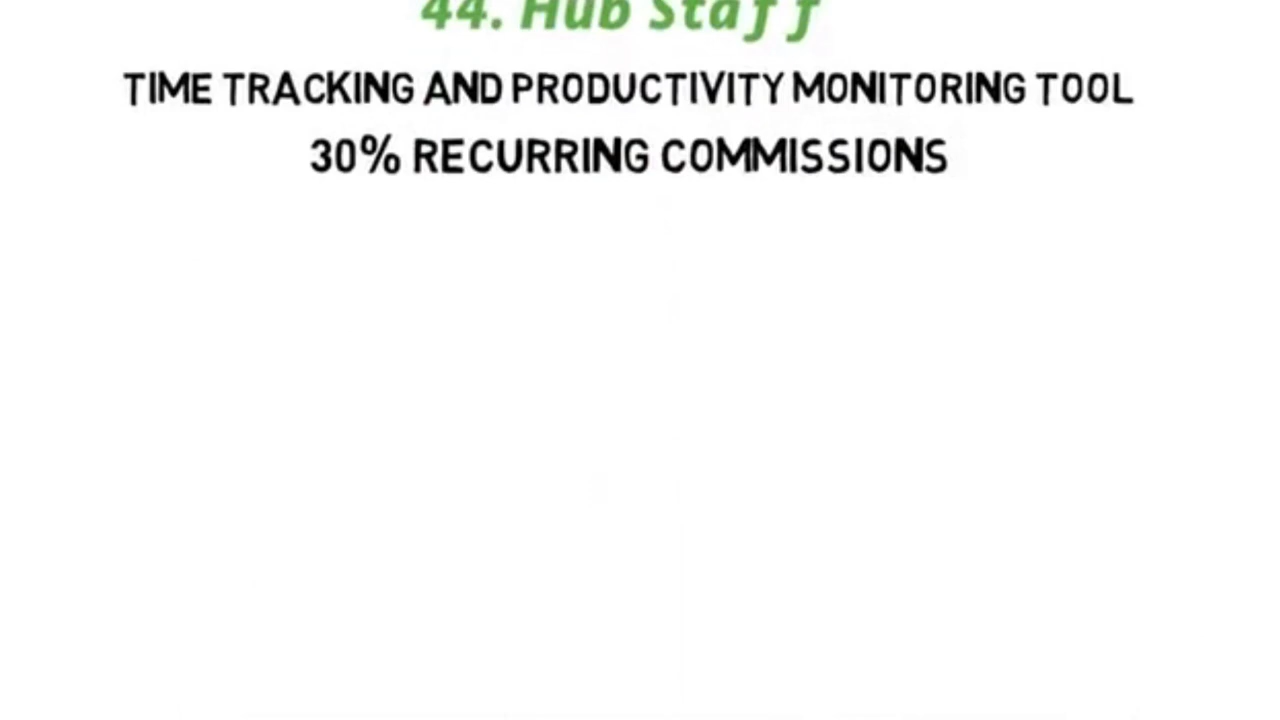 44. Hub Staff
TIME TRACKING AND PRODUCTIVITY MONITORING TOOL
30% RECURRING COMMISSIONS